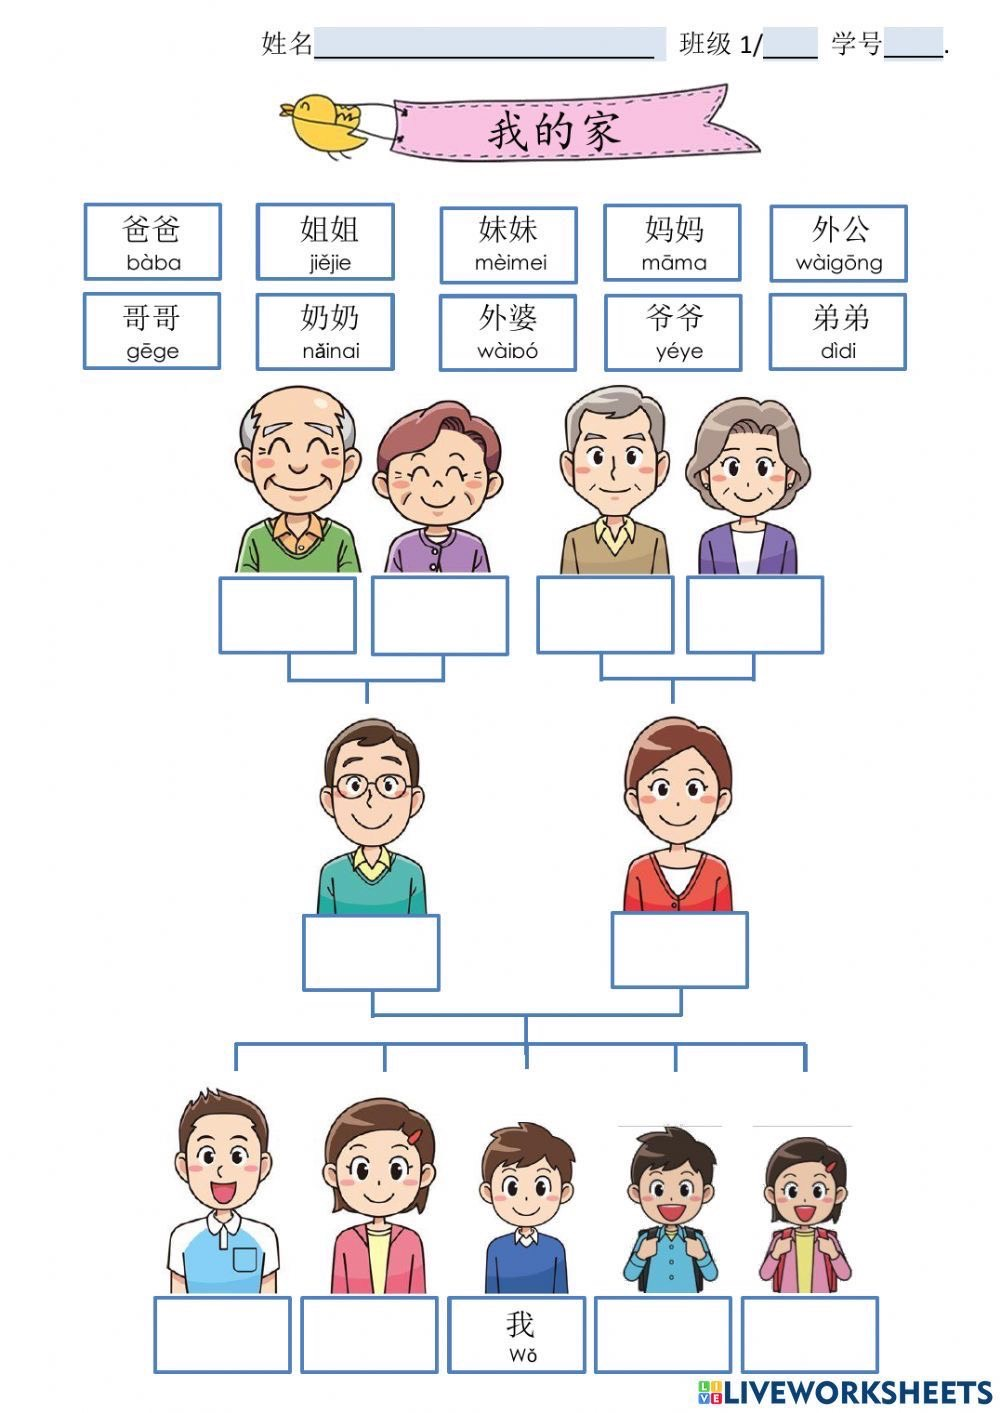 姓名 班级 1/ 学号 .
我的家
爸爸 姐姐 妹妹 妈妈 外公
bàba jiějie mèimei māma wàigōng
哥哥 奶奶 外婆 爷爷 弟弟
gēge nǎinai wàipó yéye dìdi
我
Wǒ
LIVE LIVEWORKSHEETS